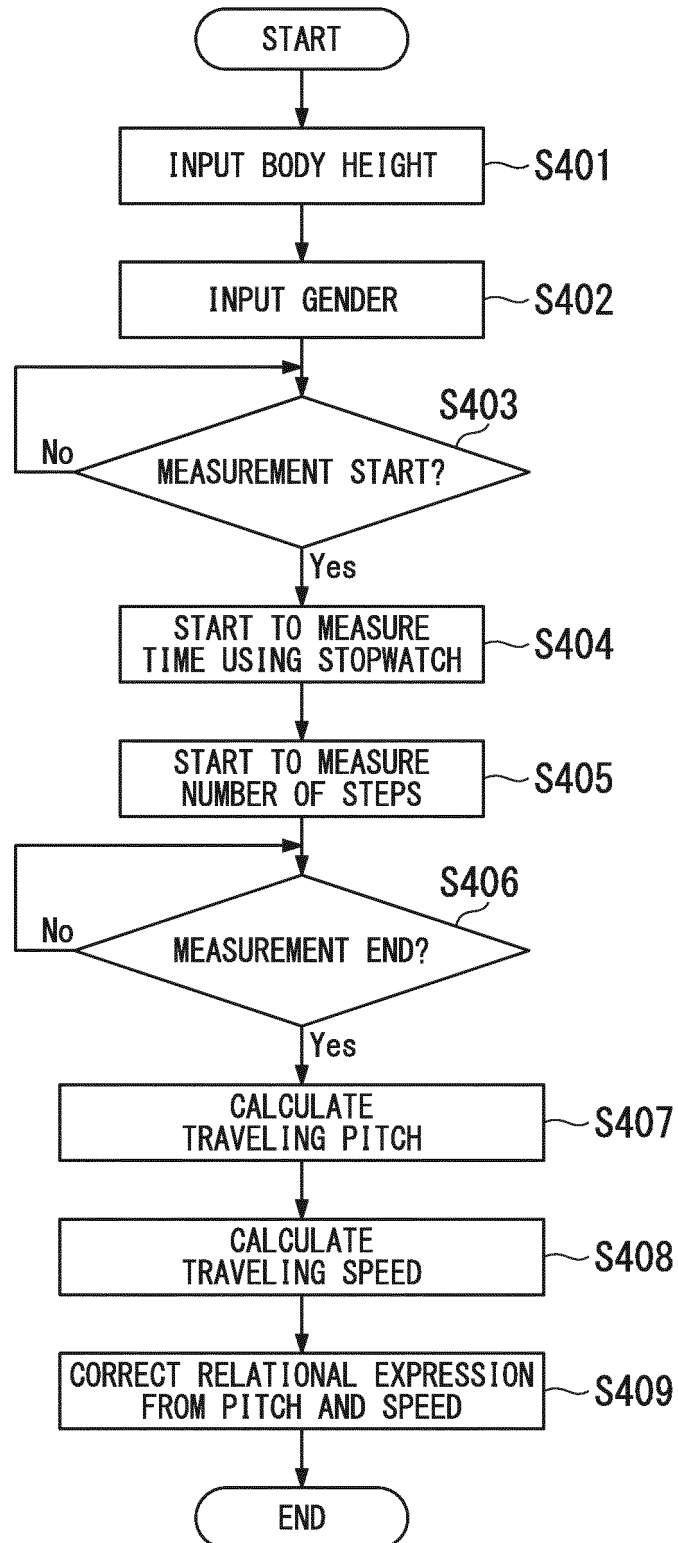 START
INPUT BODY HEIGHT
S401
INPUT GENDER
S402
S403
No
MEASUREMENT START?
Yes
START TO MEASURE
TIME USING STOPWATCH
S404
START TO MEASURE
NUMBER OF STEPS
S405
S406
No
MEASUREMENT END?
Yes
CALCULATE
TRAVELING PITCH
S407
CALCULATE
TRAVELING SPEED
S408
CORRECT RELATIONAL EXPRESSION
FROM PITCH AND SPEED
S409
END